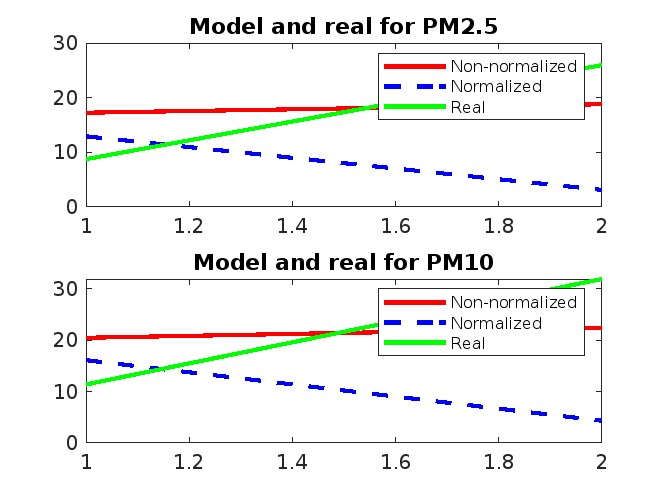 Model and real for PM2.5
30
20
10
0
Non-normalized
Normalized
Real
1 1.2 1.4 1.6 1.8 2
Model and real for PM10
30
20
10
0
Non-normalized
Normalized
Real
1 1.2 1.4 1.6 1.8 2